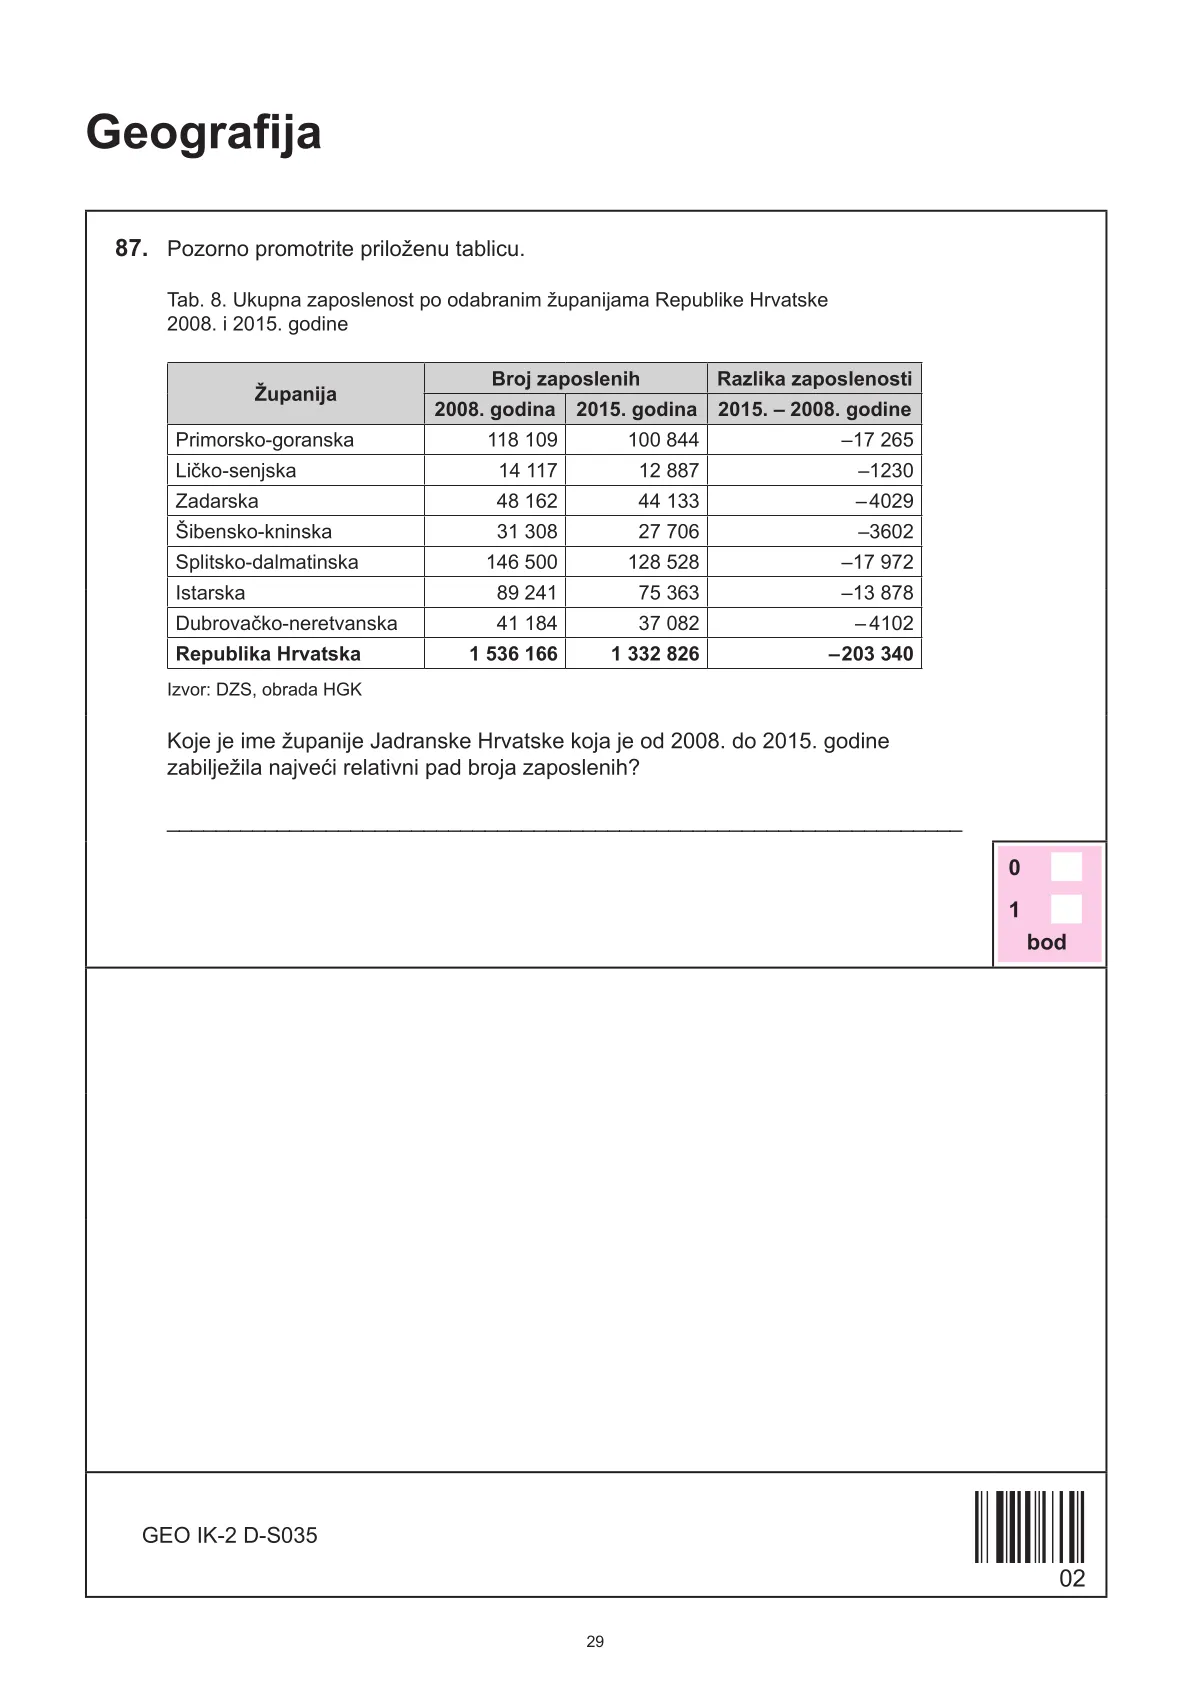 Geografija
87. Pozorno promotrite priloženu tablicu.
Tab. 8. Ukupna zaposlenost po odabranim županijama Republike Hrvatske
2008. i 2015. godine
Županija Broj zaposlenih Razlika zaposlenosti
2008. godina 2015. godina 2015. – 2008. godine
Primorsko-goranska 118 109 100 844 –17 265
Ličko-senjska 14 117 12 887 –1230
Zadarska 48 162 44 133 –4029
Šibensko-kninska 31 308 27 706 –3602
Splitsko-dalmatinska 146 500 128 528 –17 972
Istarska 89 241 75 363 –13 878
Dubrovačko-neretvanska 41 184 37 082 –4102
Republika Hrvatska 1 536 166 1 332 826 –203 340
Izvor: DZS, obrada HGK
Koje je ime županije Jadranske Hrvatske koja je od 2008. do 2015. godine
zabilježila najveći relativni pad broja zaposlenih?
0
1
bod
GEO IK-2 D-S035
02
29